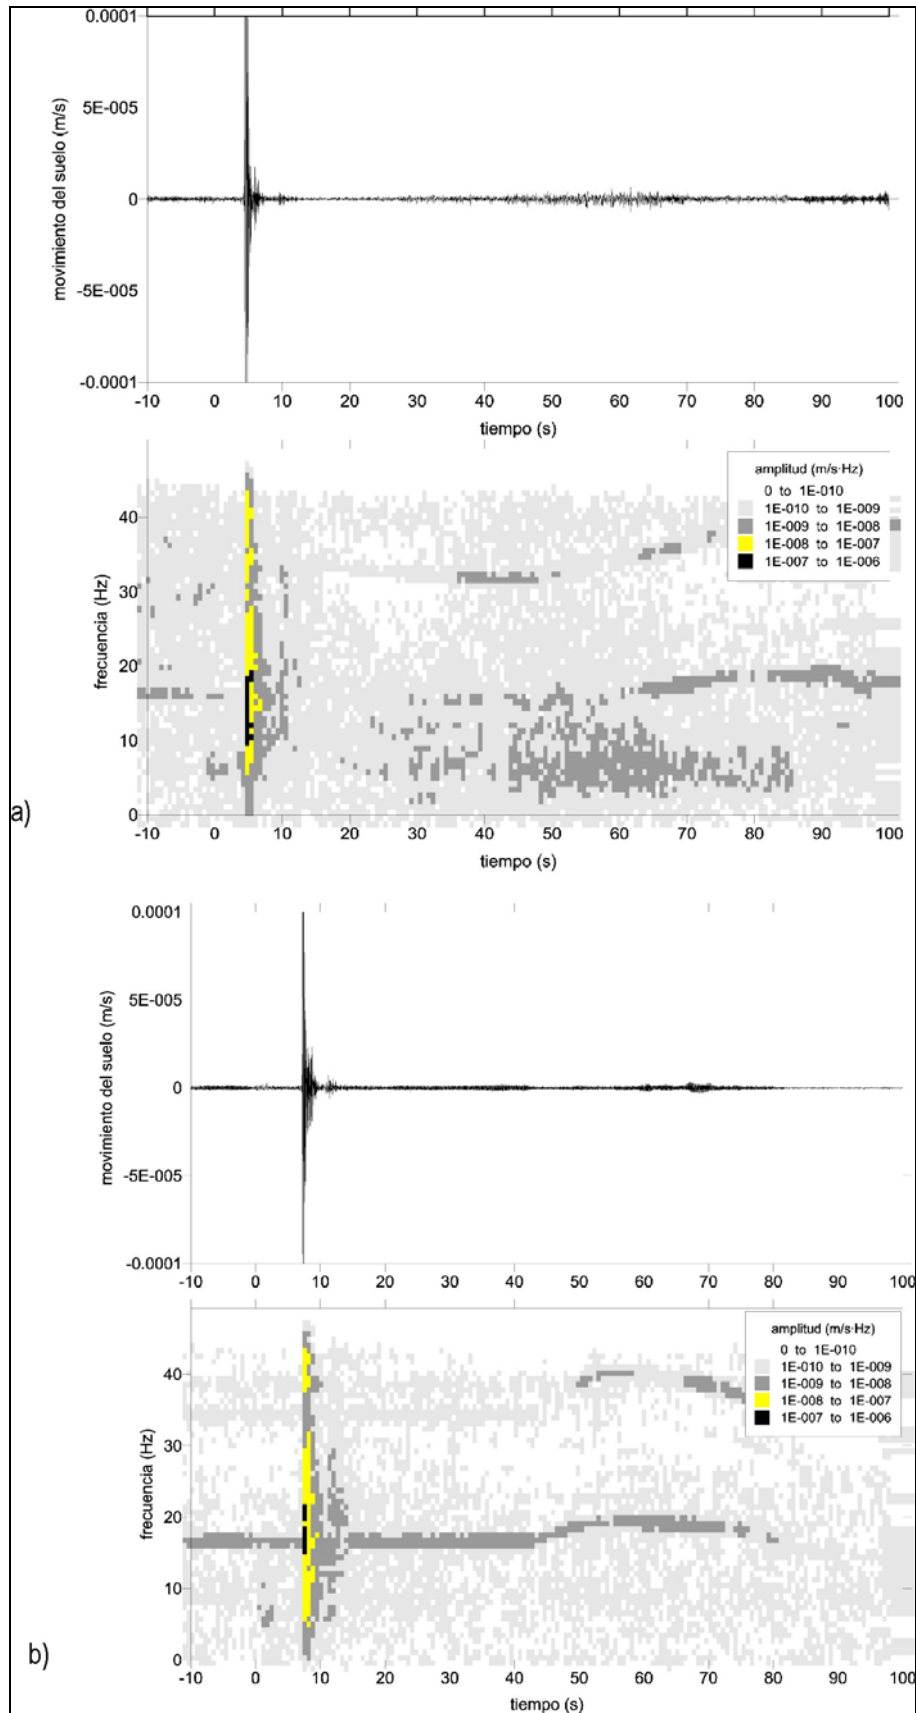 0.0001
5E-005
0
-5E-005
-0.0001
movimiento del suelo (m/s)
-10 0 10 20 30 40 50 60 70 80 90 100
tiempo (s)
amplitud (m/s·Hz)
0 to 1E-010
1E-010 to 1E-009
1E-009 to 1E-008
1E-008 to 1E-007
1E-007 to 1E-006
40
30
20
10
0
frecuencia (Hz)
-10 0 10 20 30 40 50 60 70 80 90 100
tiempo (s)
a)
0.0001
5E-005
0
-5E-005
-0.0001
movimiento del suelo (m/s)
-10 0 10 20 30 40 50 60 70 80 90 100
amplitud (m/s·Hz)
0 to 1E-010
1E-010 to 1E-009
1E-009 to 1E-008
1E-008 to 1E-007
1E-007 to 1E-006
40
30
20
10
0
frecuencia (Hz)
-10 0 10 20 30 40 50 60 70 80 90 100
tiempo (s)
b)